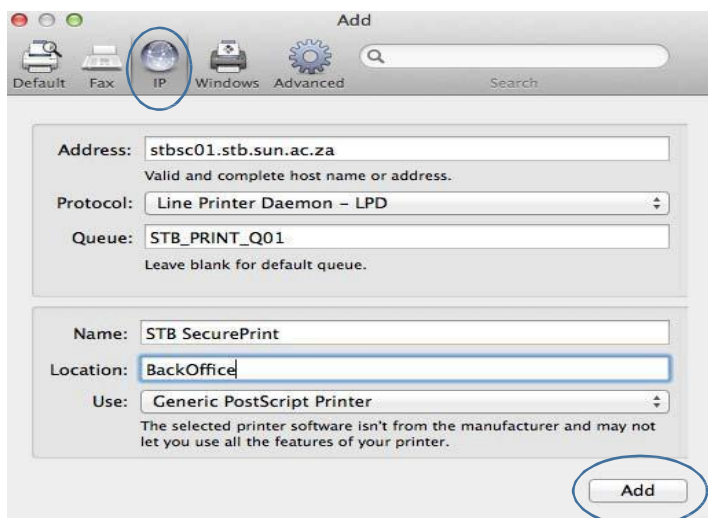 Add
Default Fax IP Windows Advanced Search
Address: stbsc01.stb.sun.ac.za
Valid and complete host name or address.
Protocol: Line Printer Daemon – LPD
Queue: STB_PRINT_Q01
Leave blank for default queue.
Name: STB SecurePrint
Location: BackOffice
Use: Generic PostScript Printer
The selected printer software isn't from the manufacturer and may not
let you use all the features of your printer.
Add